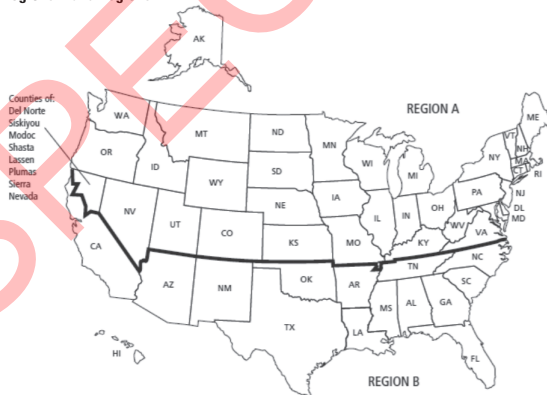 AK
Counties of:
Del Norte
Siskiyou
Modoc
Shasta
Lassen
Plumas
Sierra
Nevada
REGION A
WA
MT
ND
MN
ME
VT
NH
OR
ID
SD
WI
MI
NY
MA
CT
RI
WY
IA
PA
NJ
NE
IL
IN
OH
DL
MD
NV
UT
CO
KS
MO
WV
VA
KY
CA
NC
TN
AZ
NM
OK
AR
SC
MS
AL
GA
TX
LA
HI
FL
REGION B